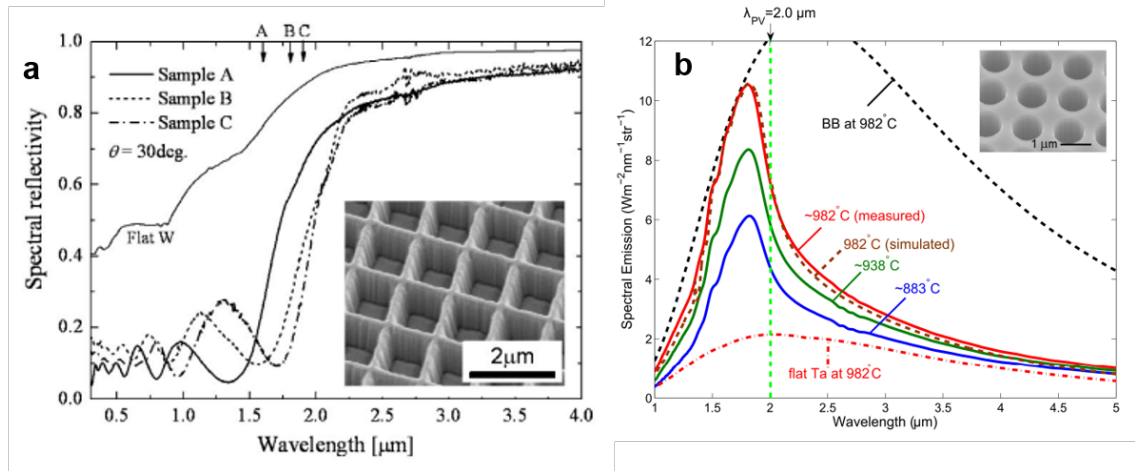 a
A B C
Sample A
Sample B
Sample C
θ = 30deg.
Flat W
2μm
Spectral reflectivity
1.0
0.8
0.6
0.4
0.2
0.0
0.5 1.0 1.5 2.0 2.5 3.0 3.5 4.0
Wavelength [μm]
λPV=2.0 μm
b
BB at 982°C
1 μm
~982°C (measured)
982°C (simulated)
~938°C
~883°C
flat Ta at 982°C
Spectral Emission (Wm⁻²nm⁻¹str⁻¹)
12
10
8
6
4
2
0
1 1.5 2 2.5 3 3.5 4 4.5 5
Wavelength (μm)